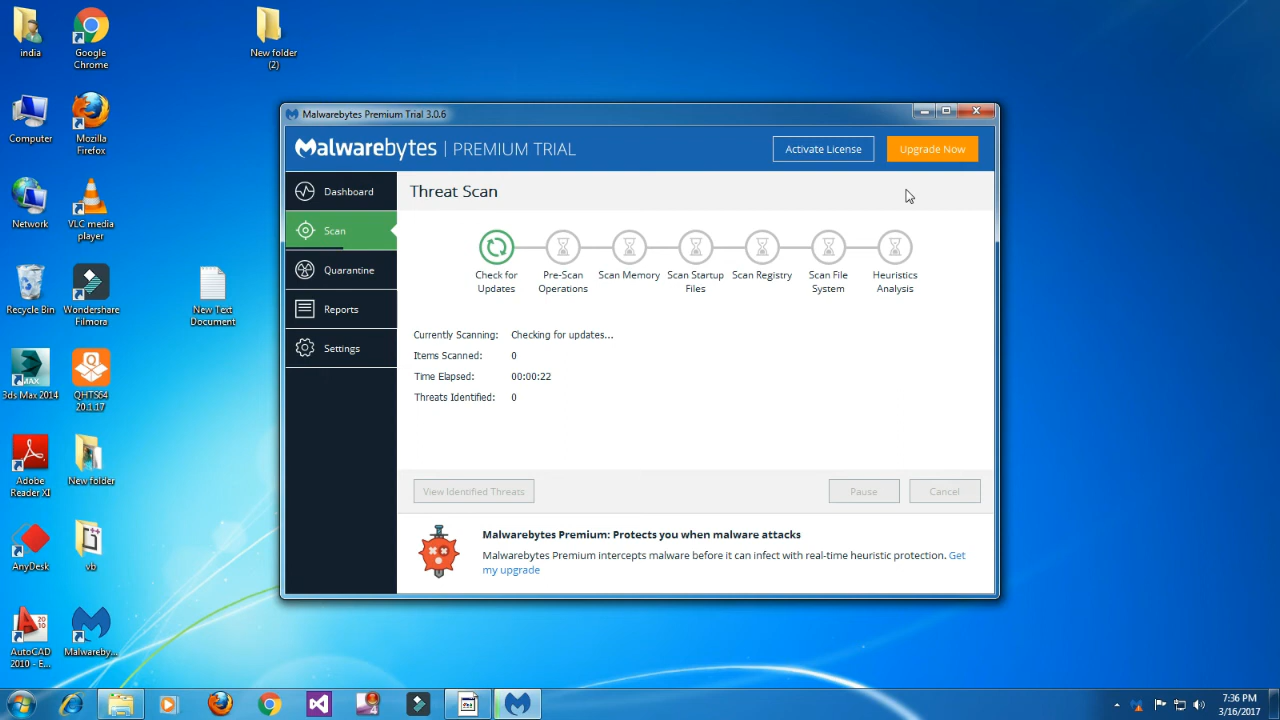 india
Google
Chrome
New folder
(2)
Computer
Mozilla
Firefox
Network
VLC media
player
Recycle Bin
Wondershare
Filmora
New Text
Document
3ds Max 2014
QHTS64
20.1.17
Adobe
Reader XI
New folder
AnyDesk
vb
AutoCAD
2010 - E...
Malwareby...
Malwarebytes Premium Trial 3.0.6
Malwarebytes | PREMIUM TRIAL
Activate License
Upgrade Now
Dashboard
Scan
Quarantine
Reports
Settings
Threat Scan
Check for
Updates
Pre-Scan
Operations
Scan Memory
Scan Startup
Files
Scan Registry
Scan File
System
Heuristics
Analysis
Currently Scanning: Checking for updates...
Items Scanned: 0
Time Elapsed: 00:00:22
Threats Identified: 0
View Identified Threats
Pause
Cancel
Malwarebytes Premium: Protects you when malware attacks
Malwarebytes Premium intercepts malware before it can infect with real-time heuristic protection. Get
my upgrade
7:36 PM
3/16/2017